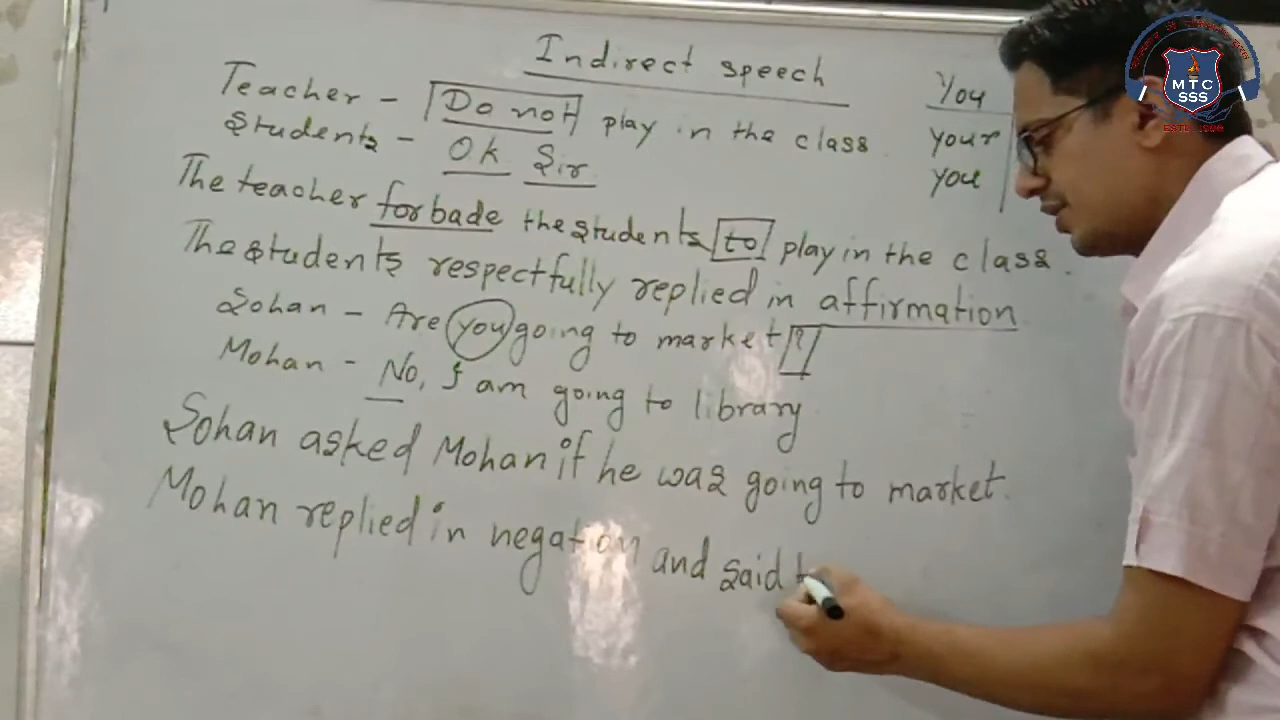 Indirect speech
Teacher - Do not play in the class
Students - Ok Sir
The teacher forbade the students to play in the class.
The students respectfully replied in affirmation
Sohan - Are you going to market?
Mohan - No, I am going to library
Sohan asked Mohan if he was going to market.
Mohan replied in negation and said t
You
your
you
MTC
SSS
ESTD. 1996